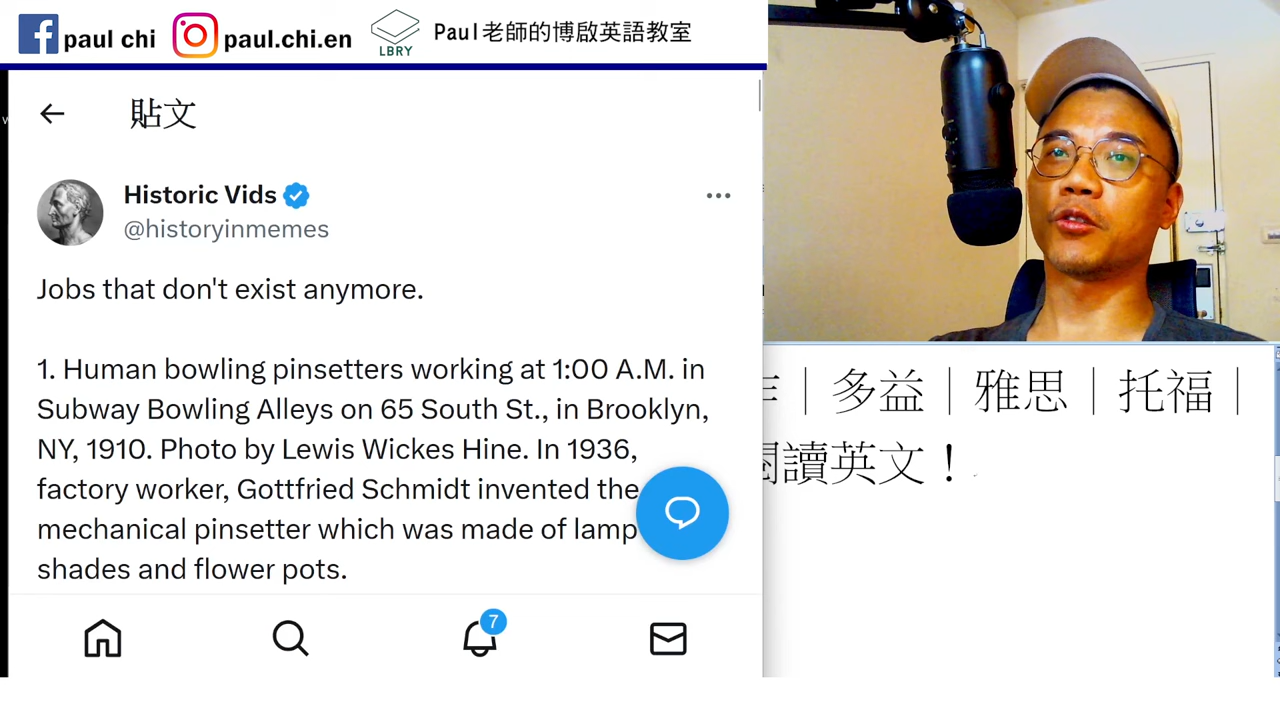 paul chi
paul.chi.en
LBRY
Paul老師的博啟英語教室
貼文
Historic Vids
@historyinmemes
Jobs that don't exist anymore.
1. Human bowling pinsetters working at 1:00 A.M. in
Subway Bowling Alleys on 65 South St., in Brooklyn,
NY, 1910. Photo by Lewis Wickes Hine. In 1936,
factory worker, Gottfried Schmidt invented the
mechanical pinsetter which was made of lamp
shades and flower pots.
7
｜多益｜雅思｜托福｜
讀英文！